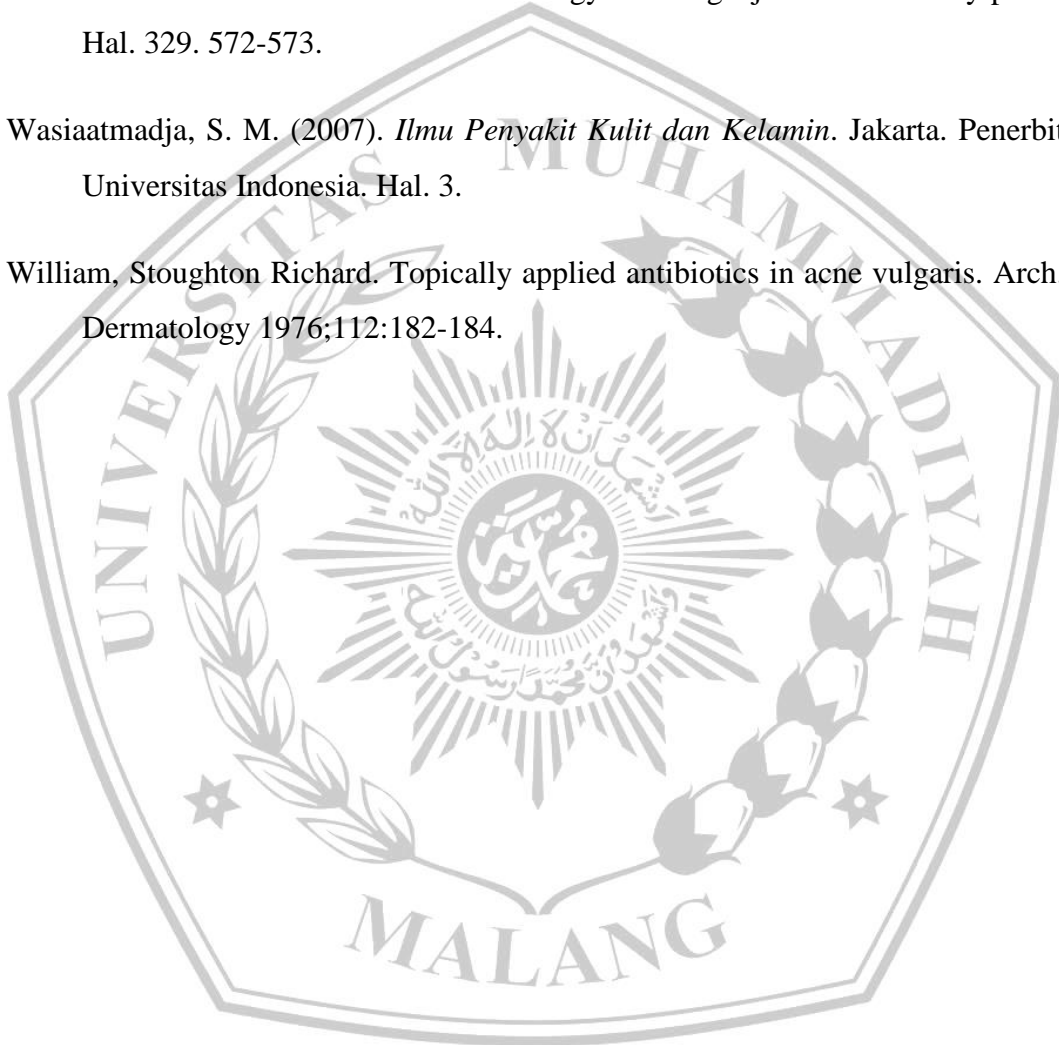 Hal. 329. 572-573.
Wasiaatmadja, S. M. (2007). Ilmu Penyakit Kulit dan Kelamin. Jakarta. Penerbit
Universitas Indonesia. Hal. 3.
William, Stoughton Richard. Topically applied antibiotics in acne vulgaris. Arch.
Dermatology 1976;112:182-184.
UNIVERSITAS MUHAMMADIYAH
MALANG